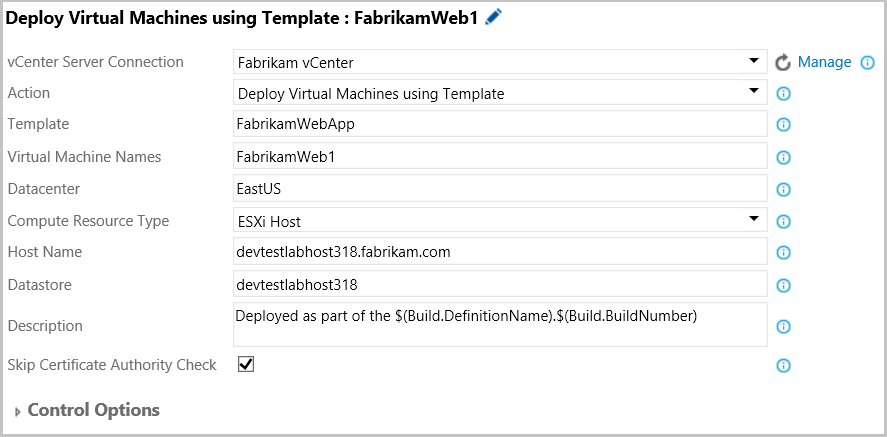 Deploy Virtual Machines using Template : FabrikamWeb1
vCenter Server Connection Fabrikam vCenter Manage
Action Deploy Virtual Machines using Template
Template FabrikamWebApp
Virtual Machine Names FabrikamWeb1
Datacenter EastUS
Compute Resource Type ESXi Host
Host Name devtestlabhost318.fabrikam.com
Datastore devtestlabhost318
Description Deployed as part of the $(Build.DefinitionName).$(Build.BuildNumber)
Skip Certificate Authority Check
Control Options